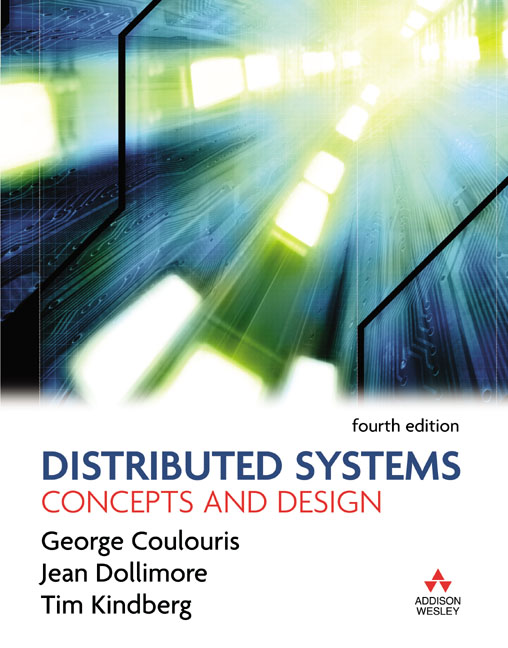 fourth edition
DISTRIBUTED SYSTEMS
CONCEPTS AND DESIGN
George Coulouris
Jean Dollimore
Tim Kindberg
ADDISON
WESLEY